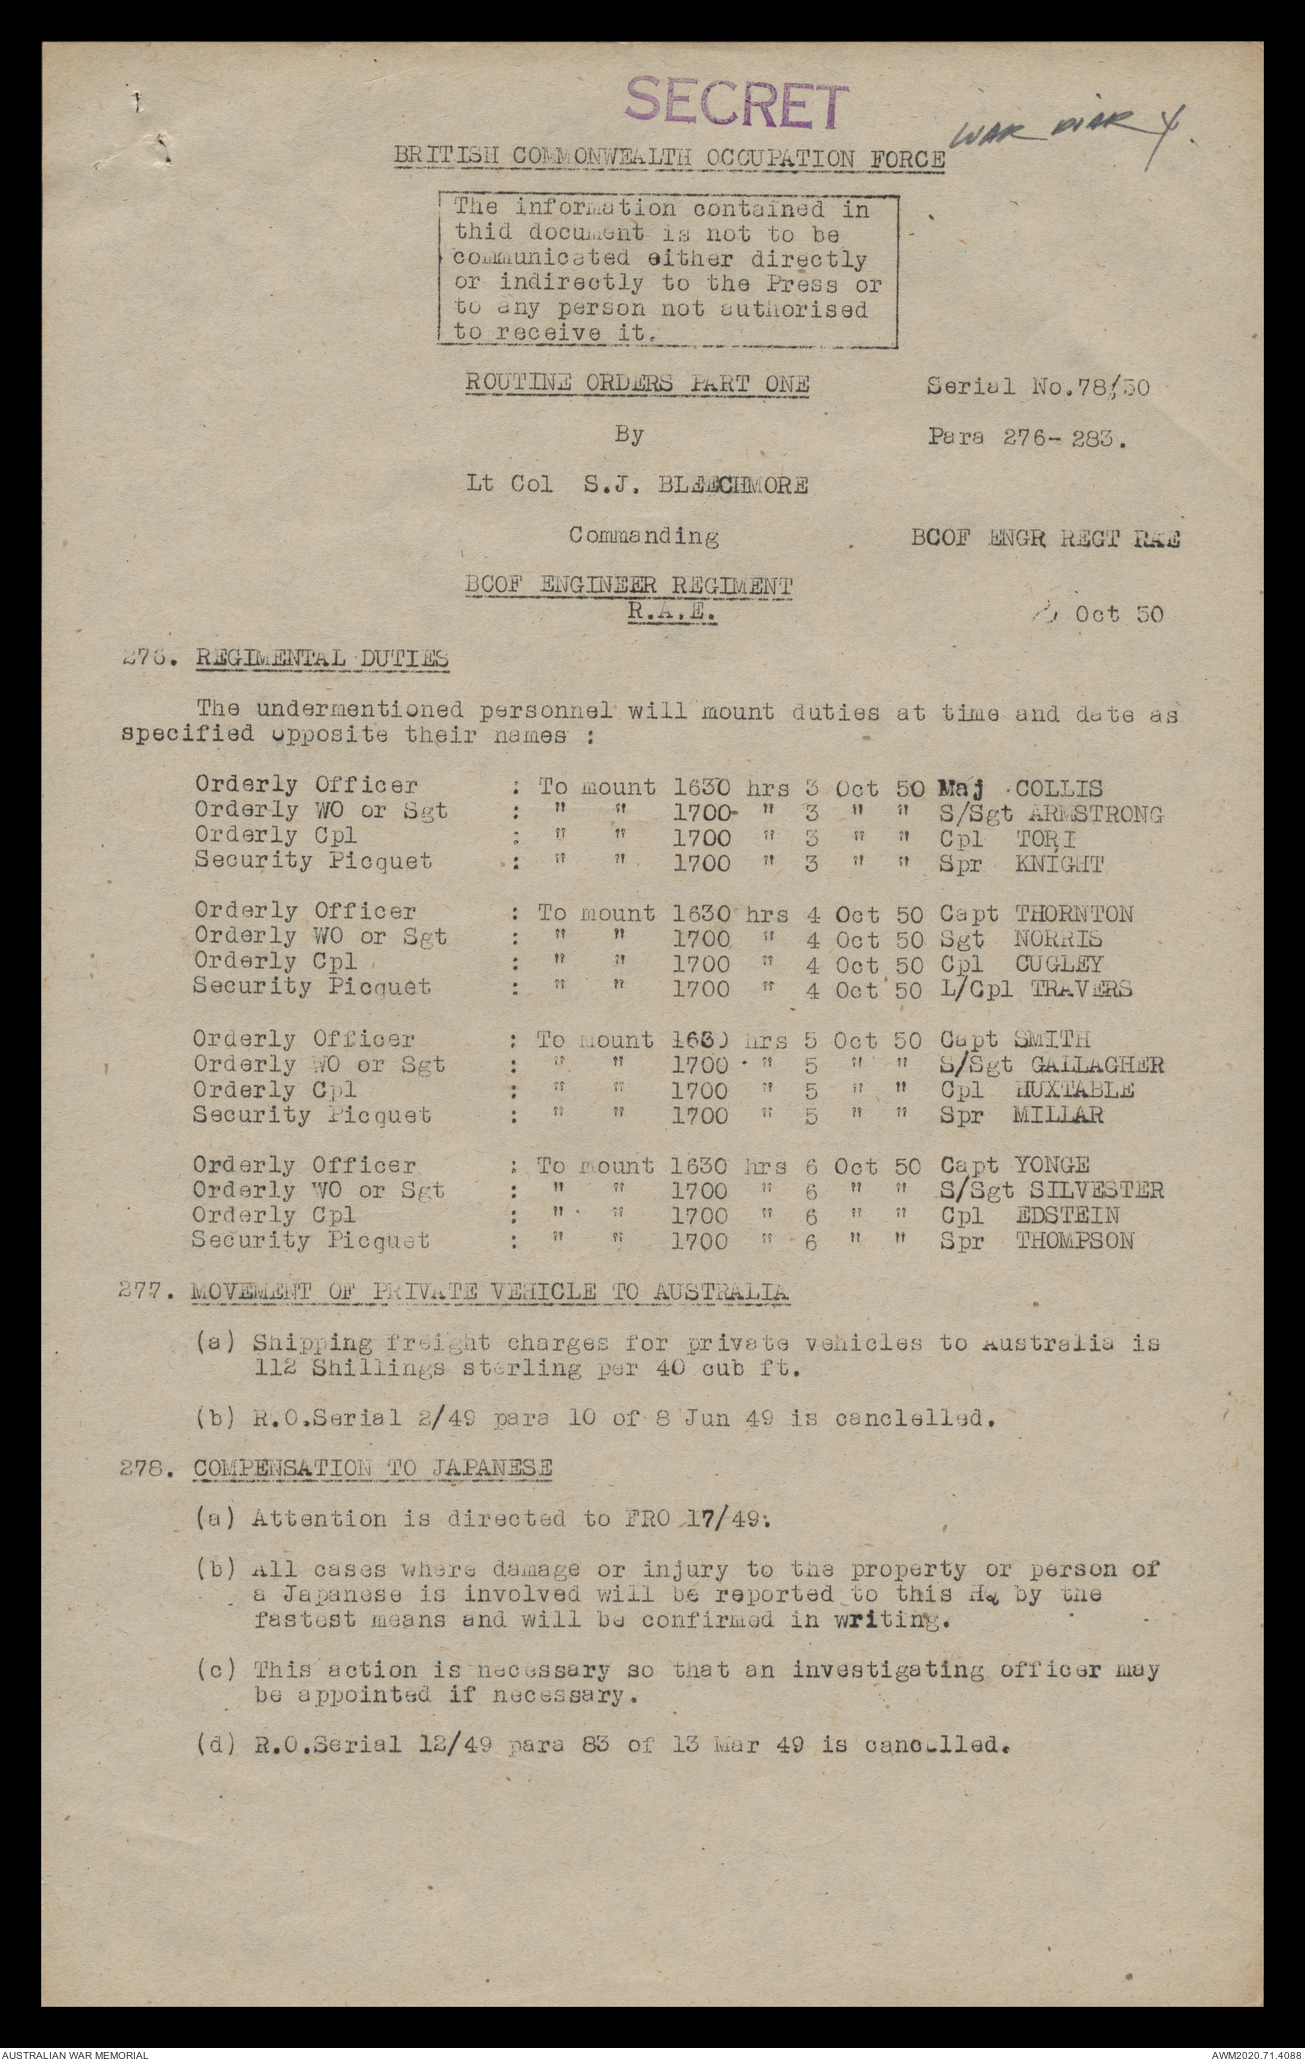 SECRET
WAR DIARY.
BRITISH COMMONWEALTH OCCUPATION FORCE
The information contained in
thid document is not to be
communicated either directly
or indirectly to the Press or
to any person not authorised
to receive it.
ROUTINE ORDERS PART ONE Serial No.78/50
By Para 276- 283.
Lt Col S.J. BLEECHMORE
Commanding BCOF ENGR REGT RAE
BCOF ENGINEER REGIMENT
R.A.E. Oct 50
276. REGIMENTAL DUTIES
The undermentioned personnel will mount duties at time and date as
specified opposite their names :
Orderly Officer : To mount 1630 hrs 3 Oct 50 Maj COLLIS
Orderly WO or Sgt : " " 1700 " 3 " " S/Sgt ARMSTRONG
Orderly Cpl : " " 1700 " 3 " " Cpl TORI
Security Picquet : " " 1700 " 3 " " Spr KNIGHT
Orderly Officer : To mount 1630 hrs 4 Oct 50 Capt THORNTON
Orderly WO or Sgt : " " 1700 " 4 Oct 50 Sgt NORRIS
Orderly Cpl : " " 1700 " 4 Oct 50 Cpl CUGLEY
Security Picquet : " " 1700 " 4 Oct 50 L/Cpl TRAVERS
Orderly Officer : To mount 1630 hrs 5 Oct 50 Capt SMITH
Orderly WO or Sgt : " " 1700 " 5 " " S/Sgt GALLAGHER
Orderly Cpl : " " 1700 " 5 " " Cpl HUXTABLE
Security Picquet : " " 1700 " 5 " " Spr MILLAR
Orderly Officer : To mount 1630 hrs 6 Oct 50 Capt YONGE
Orderly WO or Sgt : " " 1700 " 6 " " S/Sgt SILVESTER
Orderly Cpl : " " 1700 " 6 " " Cpl EDSTEIN
Security Picquet : " " 1700 " 6 " " Spr THOMPSON
277. MOVEMENT OF PRIVATE VEHICLE TO AUSTRALIA
(a) Shipping freight charges for private vehicles to Australia is
112 Shillings sterling per 40 cub ft.
(b) R.O.Serial 2/49 para 10 of 8 Jun 49 is canclelled.
278. COMPENSATION TO JAPANESE
(a) Attention is directed to FRO 17/49.
(b) All cases where damage or injury to the property or person of
a Japanese is involved will be reported to this HQ by the
fastest means and will be confirmed in writing.
(c) This action is necessary so that an investigating officer may
be appointed if necessary.
(d) R.O.Serial 12/49 para 83 of 13 Mar 49 is cancelled.
AUSTRALIAN WAR MEMORIAL AWM2020.71.4088